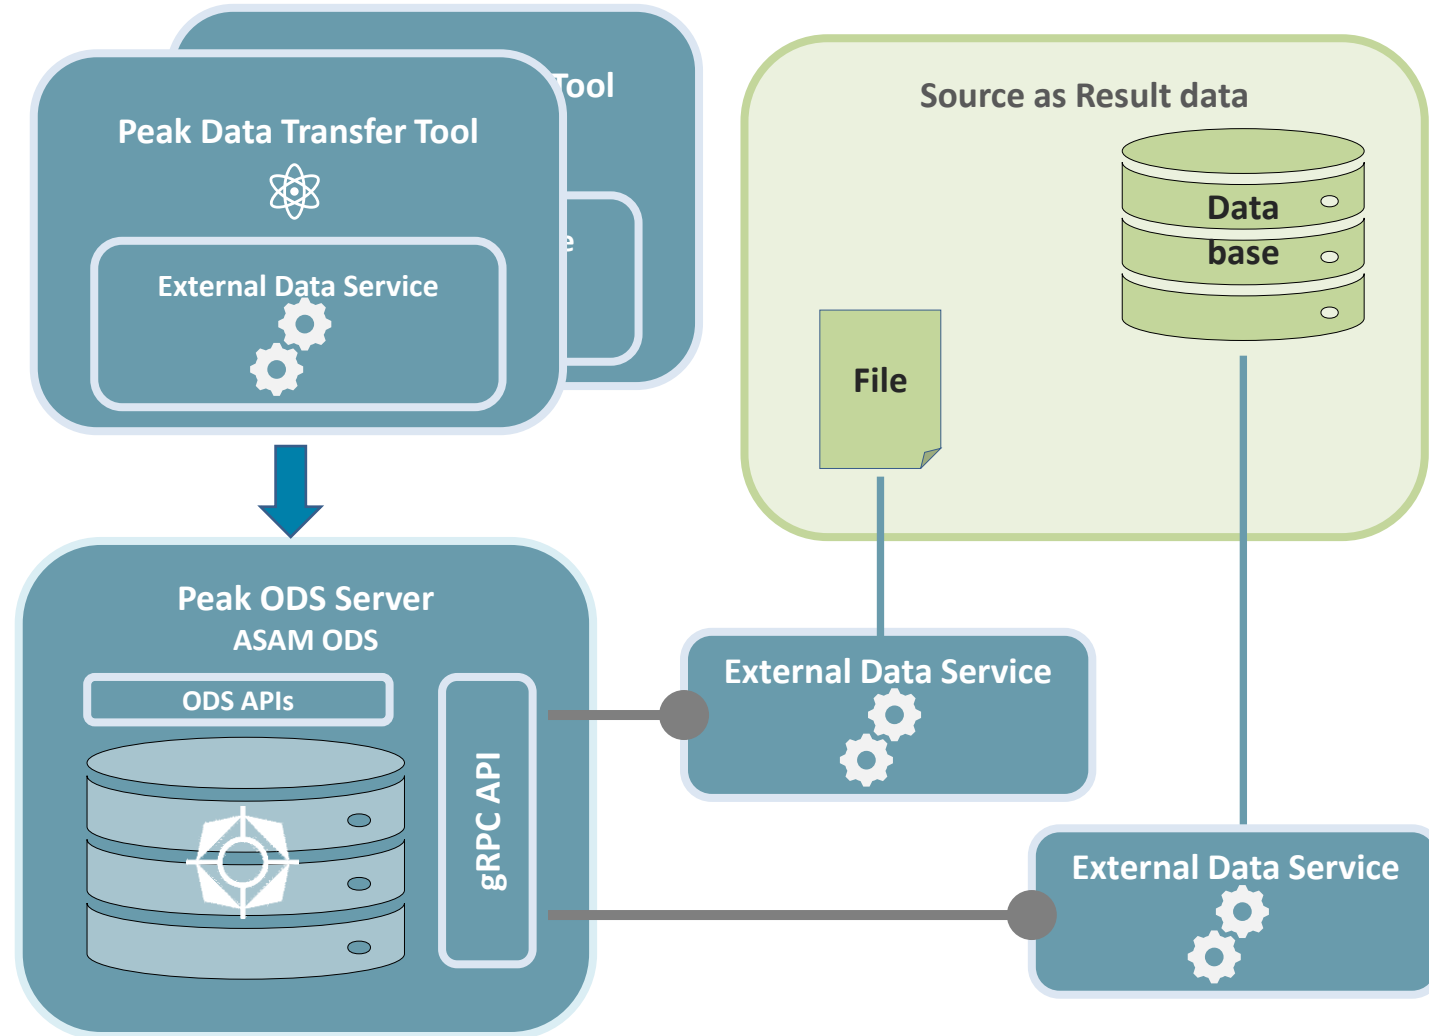 Tool
Peak Data Transfer Tool
e
External Data Service
Source as Result data
Data
base
File
Peak ODS Server
ASAM ODS
ODS APIs
gRPC API
External Data Service
External Data Service